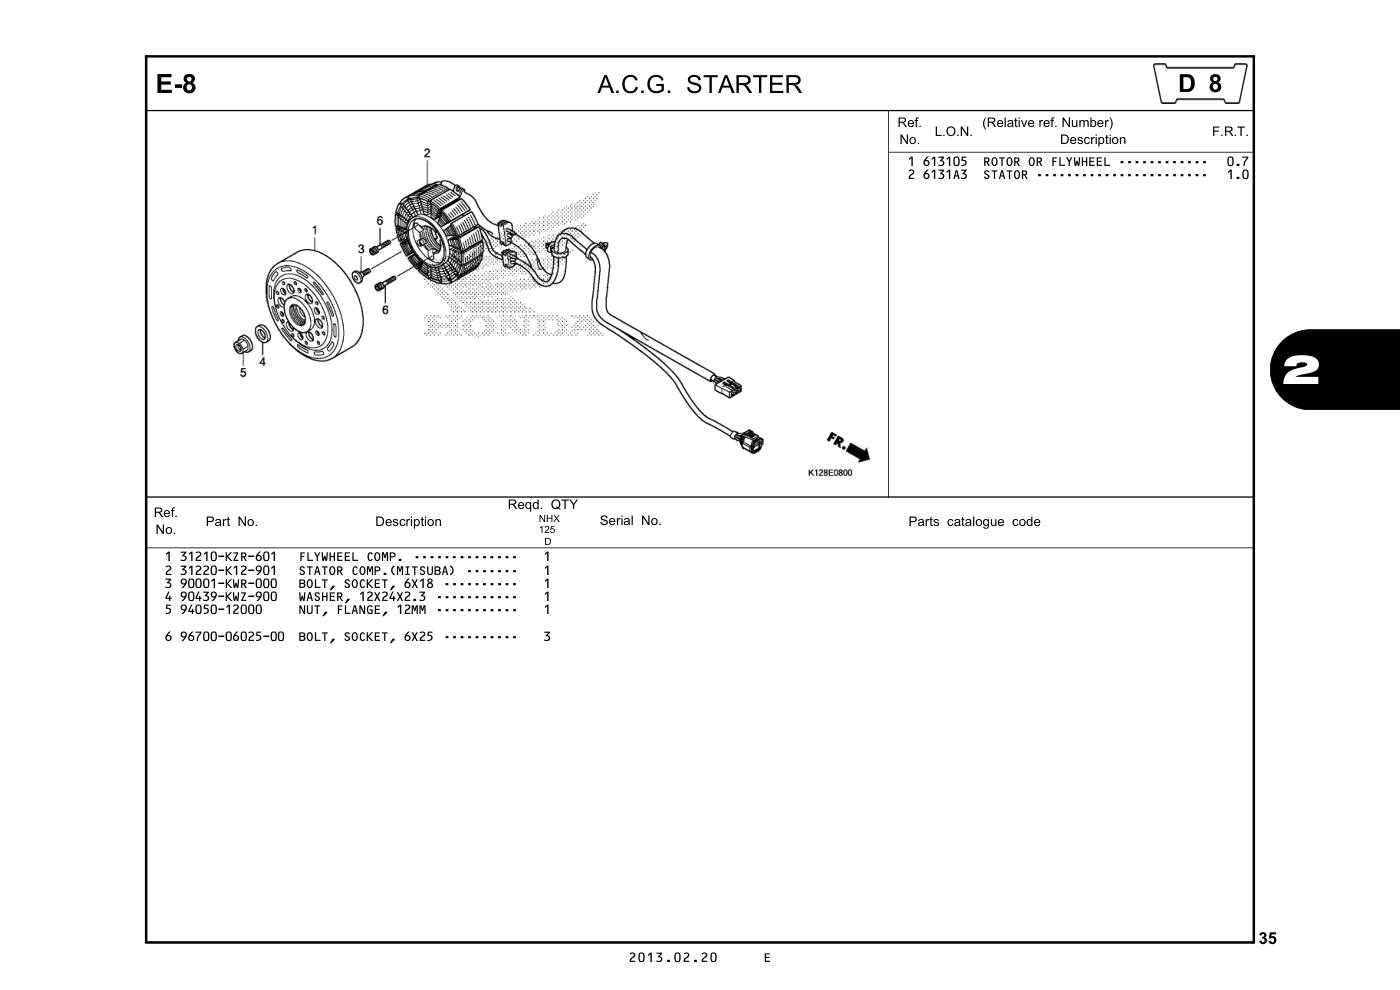 E-8 A.C.G. STARTER D 8
Ref. No. L.O.N. (Relative ref. Number) Description F.R.T.
1 613105 ROTOR OR FLYWHEEL ············ 0.7
2 6131A3 STATOR ······················· 1.0
2
6
1
3
6
4
5
HONDA
FR.
K128E0800
2
Ref. No. Part No. Description Reqd. QTY NHX 125 D Serial No. Parts catalogue code
1 31210-KZR-601 FLYWHEEL COMP. ·············· 1
2 31220-K12-901 STATOR COMP.(MITSUBA) ······· 1
3 90001-KWR-000 BOLT, SOCKET, 6X18 ·········· 1
4 90439-KWZ-900 WASHER, 12X24X2.3 ··········· 1
5 94050-12000 NUT, FLANGE, 12MM ··········· 1
6 96700-06025-00 BOLT, SOCKET, 6X25 ·········· 3
35
2013.02.20 E